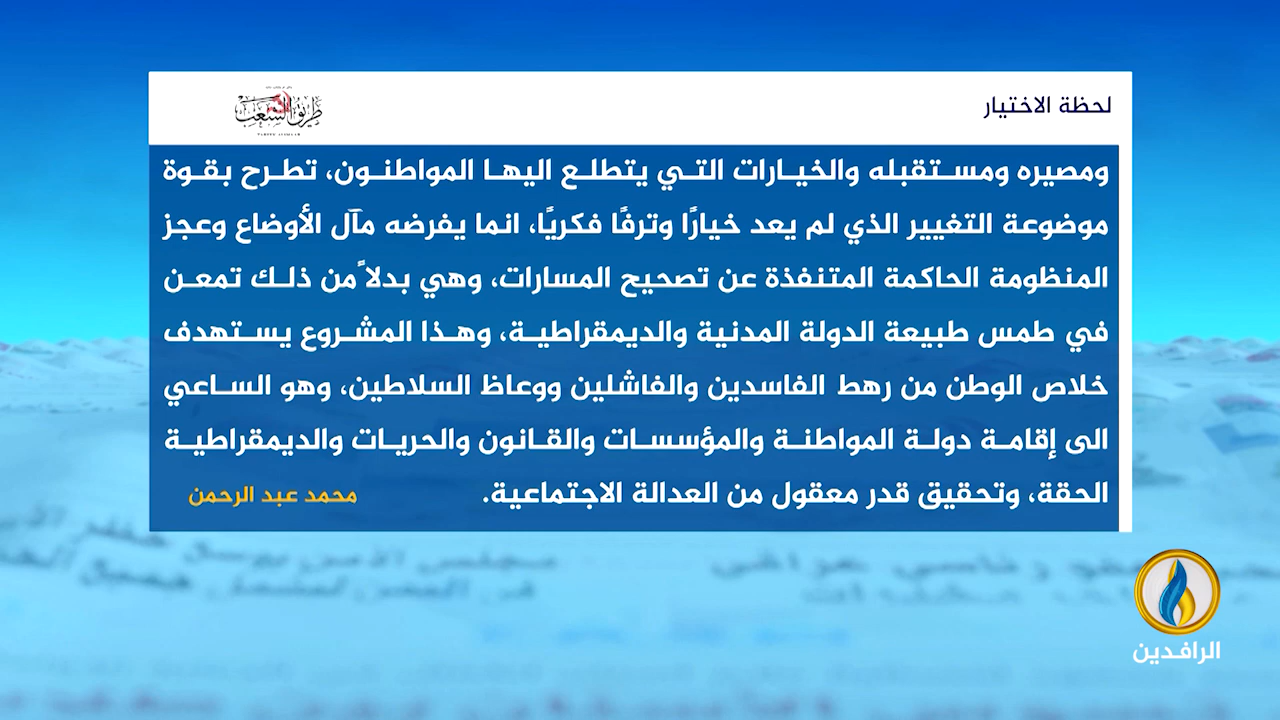 لحظة الاختيار
طريق الشعب
ومصيره ومستقبله والخيارات التي يتطلع اليها المواطنون، تطرح بقوة
موضوعة التغيير الذي لم يعد خيارًا وترفًا فكريًا، انما يفرضه مآل الأوضاع وعجز
المنظومة الحاكمة المتنفذة عن تصحيح المسارات، وهي بدلاً من ذلك تمعن
في طمس طبيعة الدولة المدنية والديمقراطية، وهذا المشروع يستهدف
خلاص الوطن من رهط الفاسدين والفاشلين ووعاظ السلاطين، وهو الساعي
الى إقامة دولة المواطنة والمؤسسات والقانون والحريات والديمقراطية
الحقة، وتحقيق قدر معقول من العدالة الاجتماعية.
محمد عبد الرحمن
الرافدين